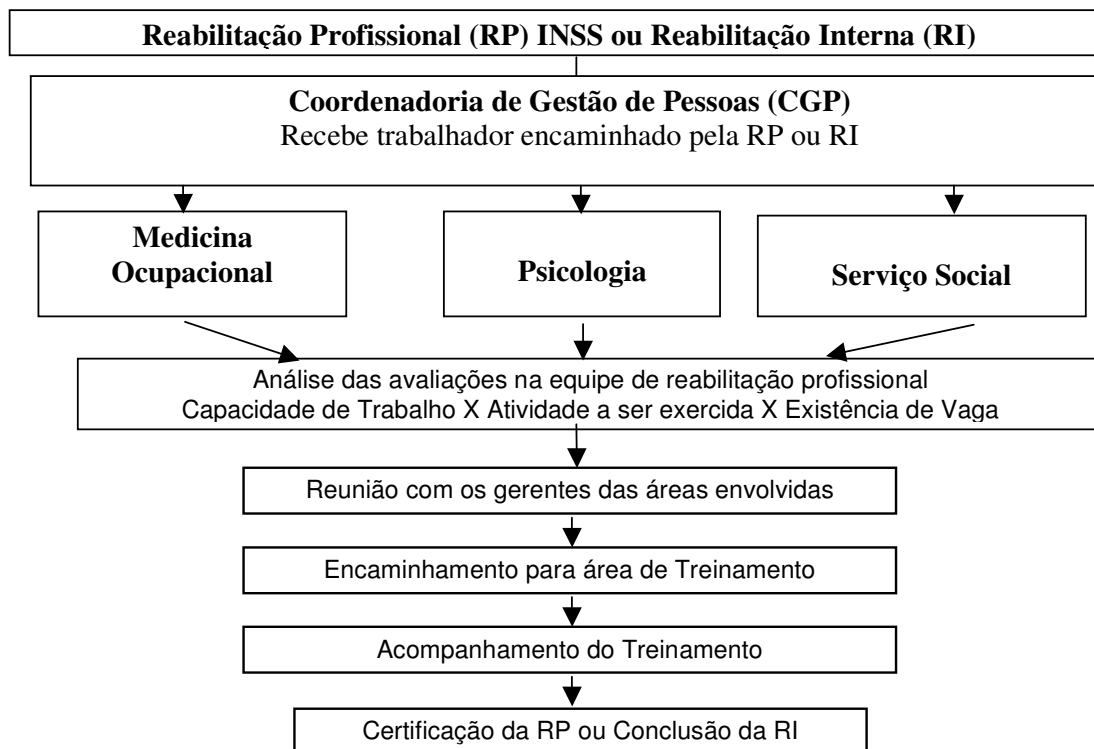 Reabilitação Profissional (RP) INSS ou Reabilitação Interna (RI)
Coordenadoria de Gestão de Pessoas (CGP)
Recebe trabalhador encaminhado pela RP ou RI
Medicina
Ocupacional
Psicologia
Serviço Social
Análise das avaliações na equipe de reabilitação profissional
Capacidade de Trabalho X Atividade a ser exercida X Existência de Vaga
Reunião com os gerentes das áreas envolvidas
Encaminhamento para área de Treinamento
Acompanhamento do Treinamento
Certificação da RP ou Conclusão da RI